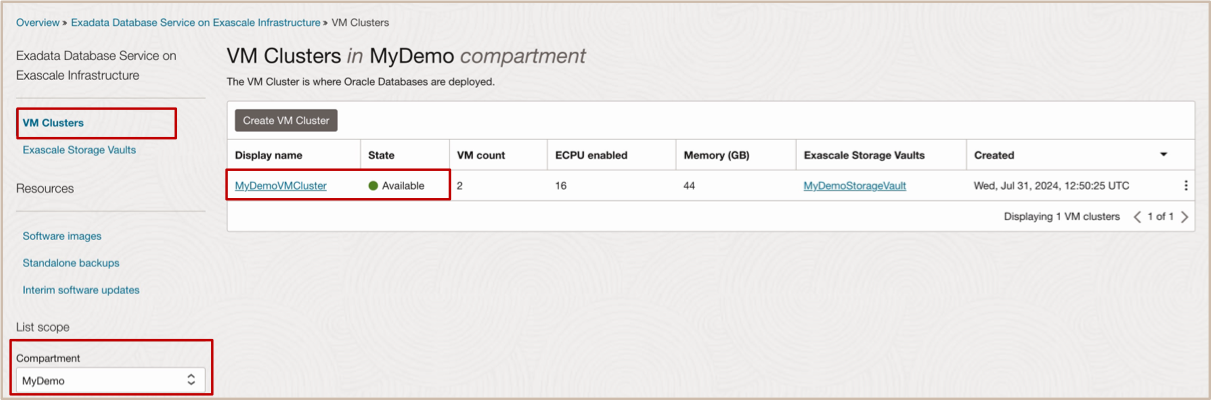 Overview » Exadata Database Service on Exascale Infrastructure » VM Clusters
Exadata Database Service on
Exascale Infrastructure
VM Clusters
Exascale Storage Vaults
Resources
Software images
Standalone backups
Interim software updates
List scope
Compartment
MyDemo
VM Clusters in MyDemo compartment
The VM Cluster is where Oracle Databases are deployed.
Create VM Cluster
Display name State VM count ECPU enabled Memory (GB) Exascale Storage Vaults Created
MyDemoVMCluster Available 2 16 44 MyDemoStorageVault Wed, Jul 31, 2024, 12:50:25 UTC
Displaying 1 VM clusters < 1 of 1 >